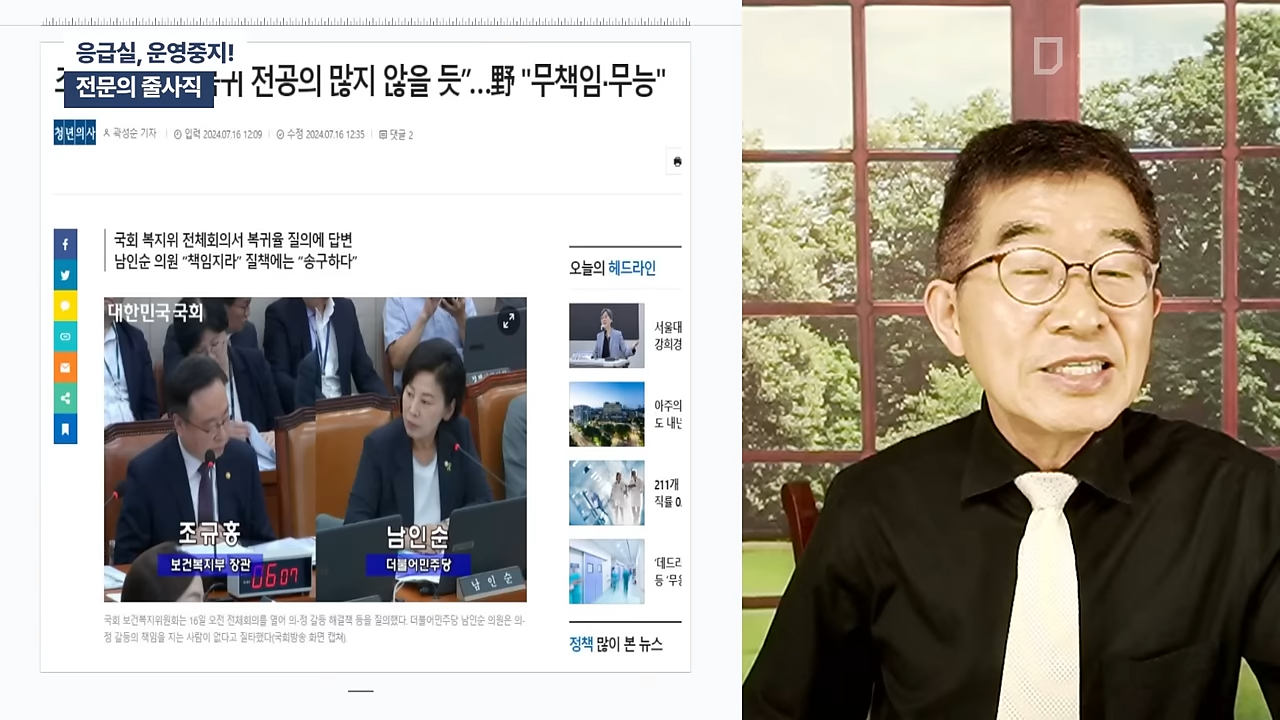 응급실, 운영중지!
전문의 줄사직
전공의 많지 않을 듯”...野 "무책임·무능"
청년의사
곽성순 기자
입력 2024.07.16 12:09
수정 2024.07.16 12:35
댓글 2
국회 복지위 전체회의서 복귀율 질의에 답변
남인순 의원 “책임지라” 질책에는 “송구하다”
오늘의 헤드라인
대한민국국회
서울대
강희경
아주의
도 내년
211개
직률 0.
'데드라
등 '무응
조규홍
보건복지부 장관
0607
남인순
더불어민주당
남인순
국회 보건복지위원회는 16일 오전 전체회의를 열어 의-정 갈등 해결책 등을 질의했다. 더불어민주당 남인순 의원은 의-
정 갈등의 책임을 지는 사람이 없다고 질타했다(국회방송 화면 캡쳐).
정책 많이 본 뉴스